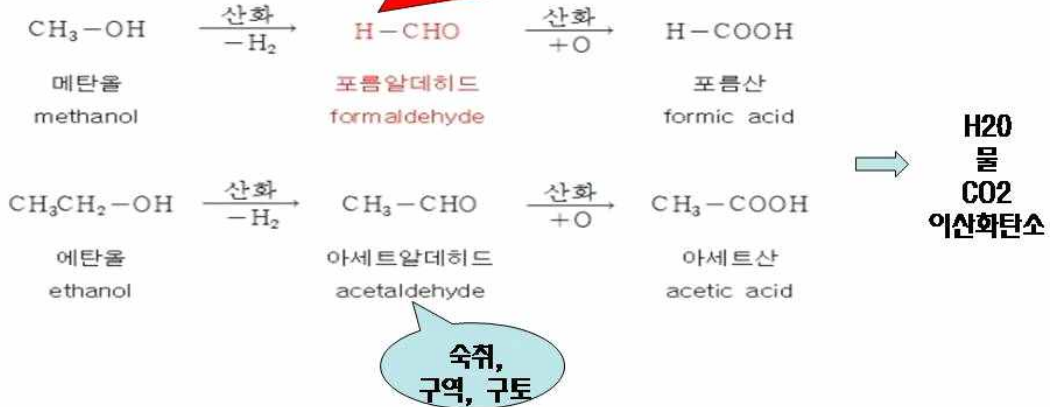 CH₃-OH 산화 -H₂ H-CHO 산화 +O H-COOH
메탄올 포름알데히드 포름산
methanol formaldehyde formic acid
H20
물
CO2
이산화탄소
CH₃CH₂-OH 산화 -H₂ CH₃-CHO 산화 +O CH₃-COOH
에탄올 아세트알데히드 아세트산
ethanol acetaldehyde acetic acid
숙취,
구역, 구토